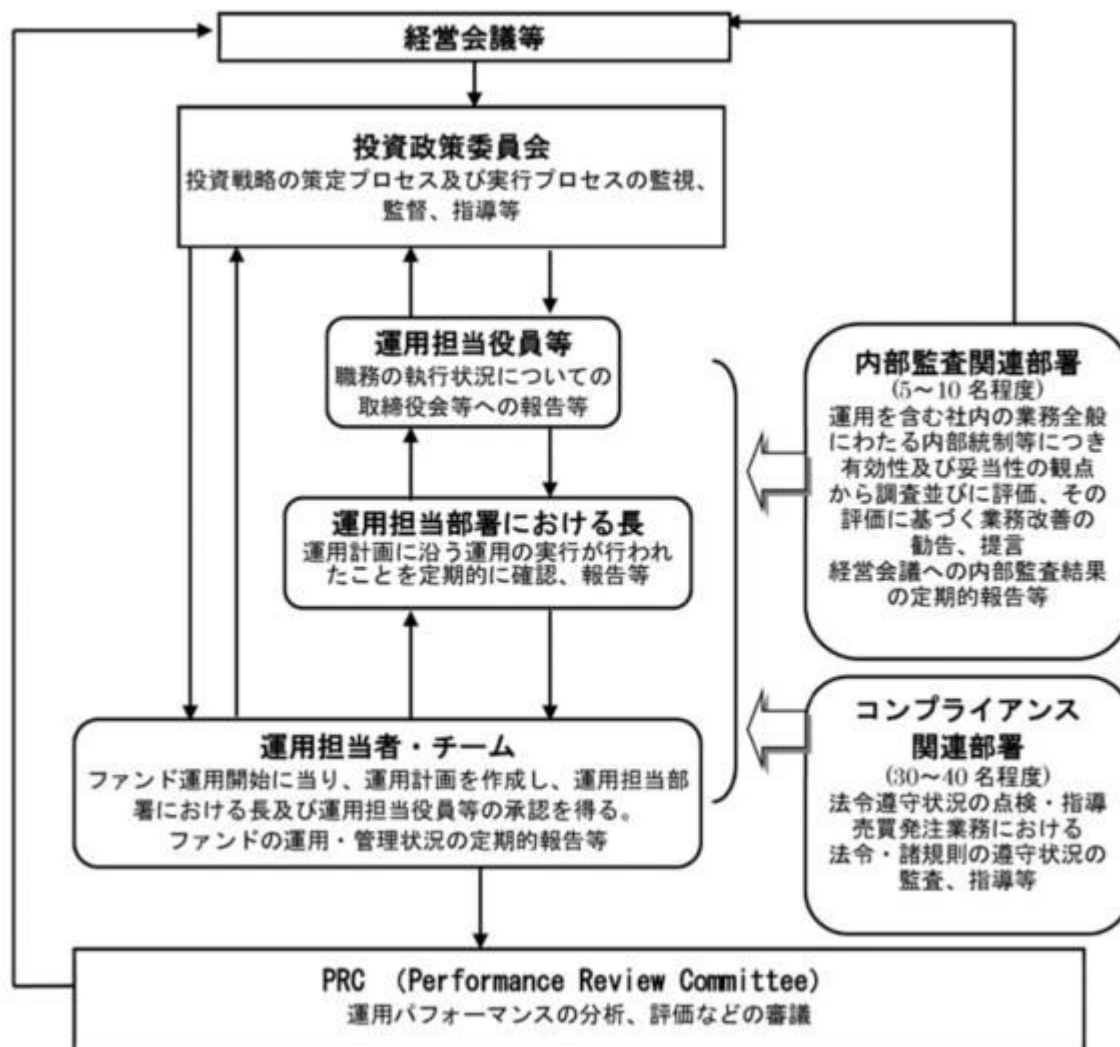 経営会議等
投資政策委員会
投資戦略の策定プロセス及び実行プロセスの監視、
監督、指導等
運用担当役員等
職務の執行状況についての
取締役会等への報告等
運用担当部署における長
運用計画に沿う運用の実行が行われ
たことを定期的に確認、報告等
運用担当者・チーム
ファンド運用開始に当り、運用計画を作成し、運用担当部
署における長及び運用担当役員等の承認を得る。
ファンドの運用・管理状況の定期的報告等
内部監査関連部署
(5～10 名程度)
運用を含む社内の業務全般
にわたる内部統制等につき
有効性及び妥当性の観点
から調査並びに評価、その
評価に基づく業務改善の
勧告、提言
経営会議への内部監査結果
の定期的報告等
コンプライアンス
関連部署
(30～40 名程度)
法令遵守状況の点検・指導
売買発注業務における
法令・諸規則の遵守状況の
監査、指導等
PRC （Performance Review Committee）
運用パフォーマンスの分析、評価などの審議